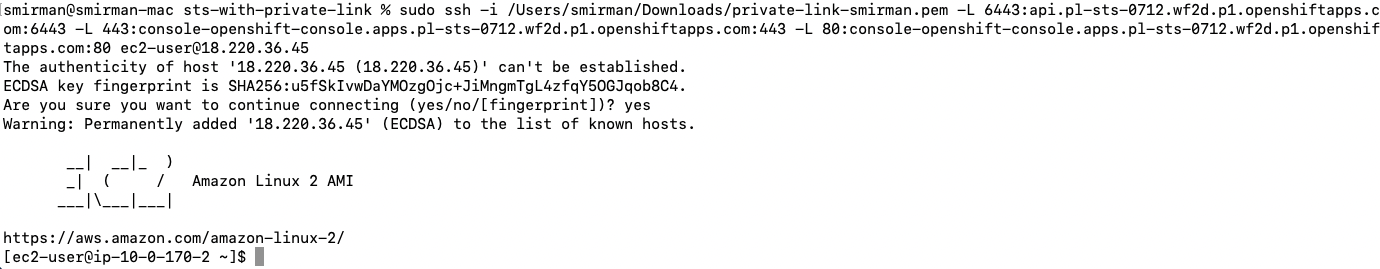 [smirman@smirman-mac sts-with-private-link % sudo ssh -i /Users/smirman/Downloads/private-link-smirman.pem -L 6443:api.pl-sts-0712.wf2d.p1.openshiftapps.c
om:6443 -L 443:console-openshift-console.apps.pl-sts-0712.wf2d.p1.openshiftapps.com:443 -L 80:console-openshift-console.apps.pl-sts-0712.wf2d.p1.openshif
tapps.com:80 ec2-user@18.220.36.45
The authenticity of host '18.220.36.45 (18.220.36.45)' can't be established.
ECDSA key fingerprint is SHA256:u5fSkIvwDaYMOzgOjc+JiMngmTgL4zfqY5OGJqob8C4.
Are you sure you want to continue connecting (yes/no/[fingerprint])? yes
Warning: Permanently added '18.220.36.45' (ECDSA) to the list of known hosts.
       __|  __|_  )
       _|  (     /   Amazon Linux 2 AMI
      ___|\___|___|
https://aws.amazon.com/amazon-linux-2/
[ec2-user@ip-10-0-170-2 ~]$